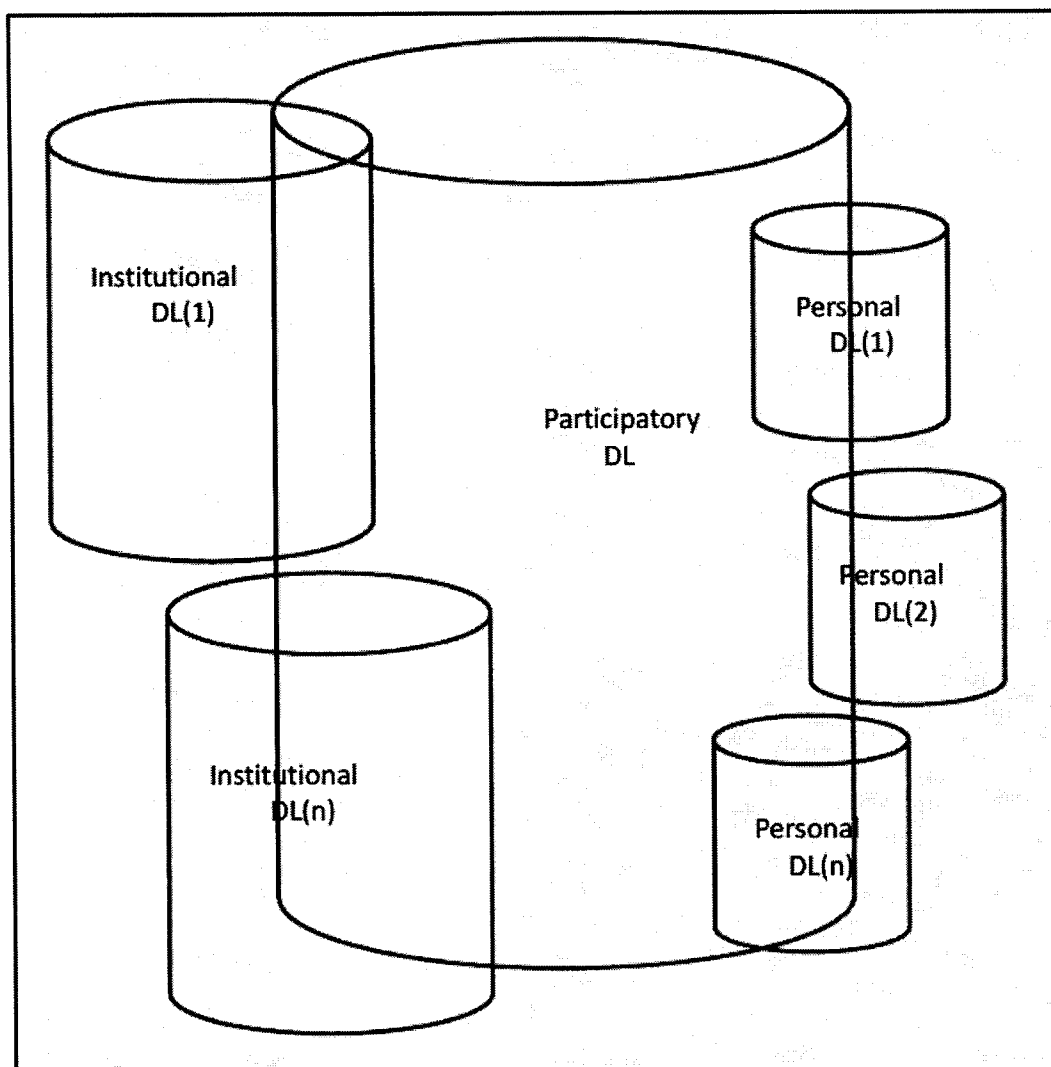 Institutional
DL(1)
Personal
DL(1)
Participatory
DL
Personal
DL(2)
Institutional
DL(n)
Personal
DL(n)